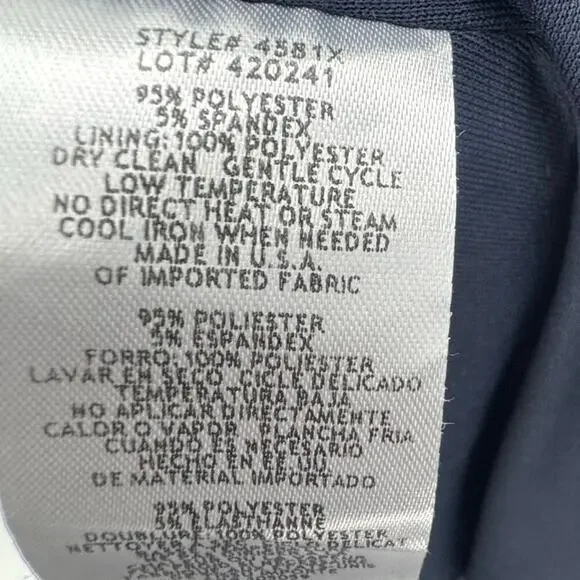 STYLE# 4581X
LOT# 420241
95% POLYESTER
5% SPANDEX
LINING: 100% POLYESTER
DRY CLEAN GENTLE CYCLE
LOW TEMPERATURE
NO DIRECT HEAT OR STEAM
COOL IRON WHEN NEEDED
MADE IN U.S.A.
OF IMPORTED FABRIC
95% POLIESTER
5% ESPANDEX
FORRO: 100% POLIESTER
LAVAR EN SECO CICLE DELICADO
TEMPERATURA BAJA
NO APLICAR DIRECTAMENTE
CALOR O VAPOR PLANCHA FRIA
CUANDO ES NECESARIO
HECHO EN EE.UU.
DE MATERIAL IMPORTADO
95% POLYESTER
5% ELASTHANNE
DOUBLURE: 100% POLYESTER
NETTOYER DELICAT